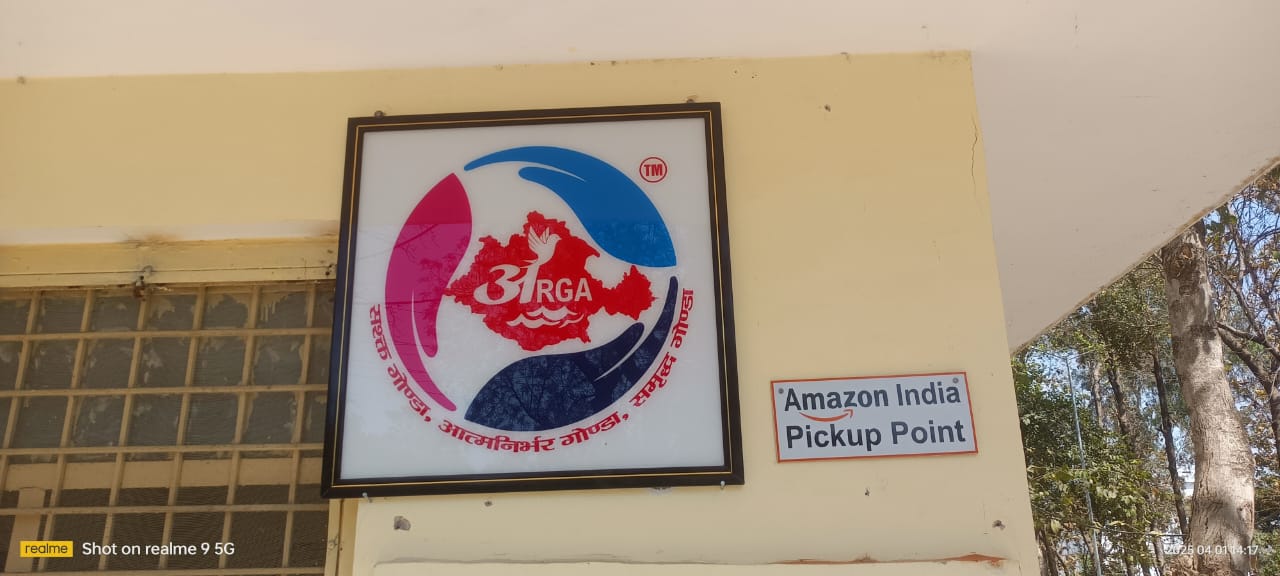 TM
अRGA
सशक्त गोण्डा, आत्मनिर्भर गोण्डा, समृद्ध गोण्डा
Amazon India
Pickup Point
realme Shot on realme 9 5G
2025 04 01 14:17